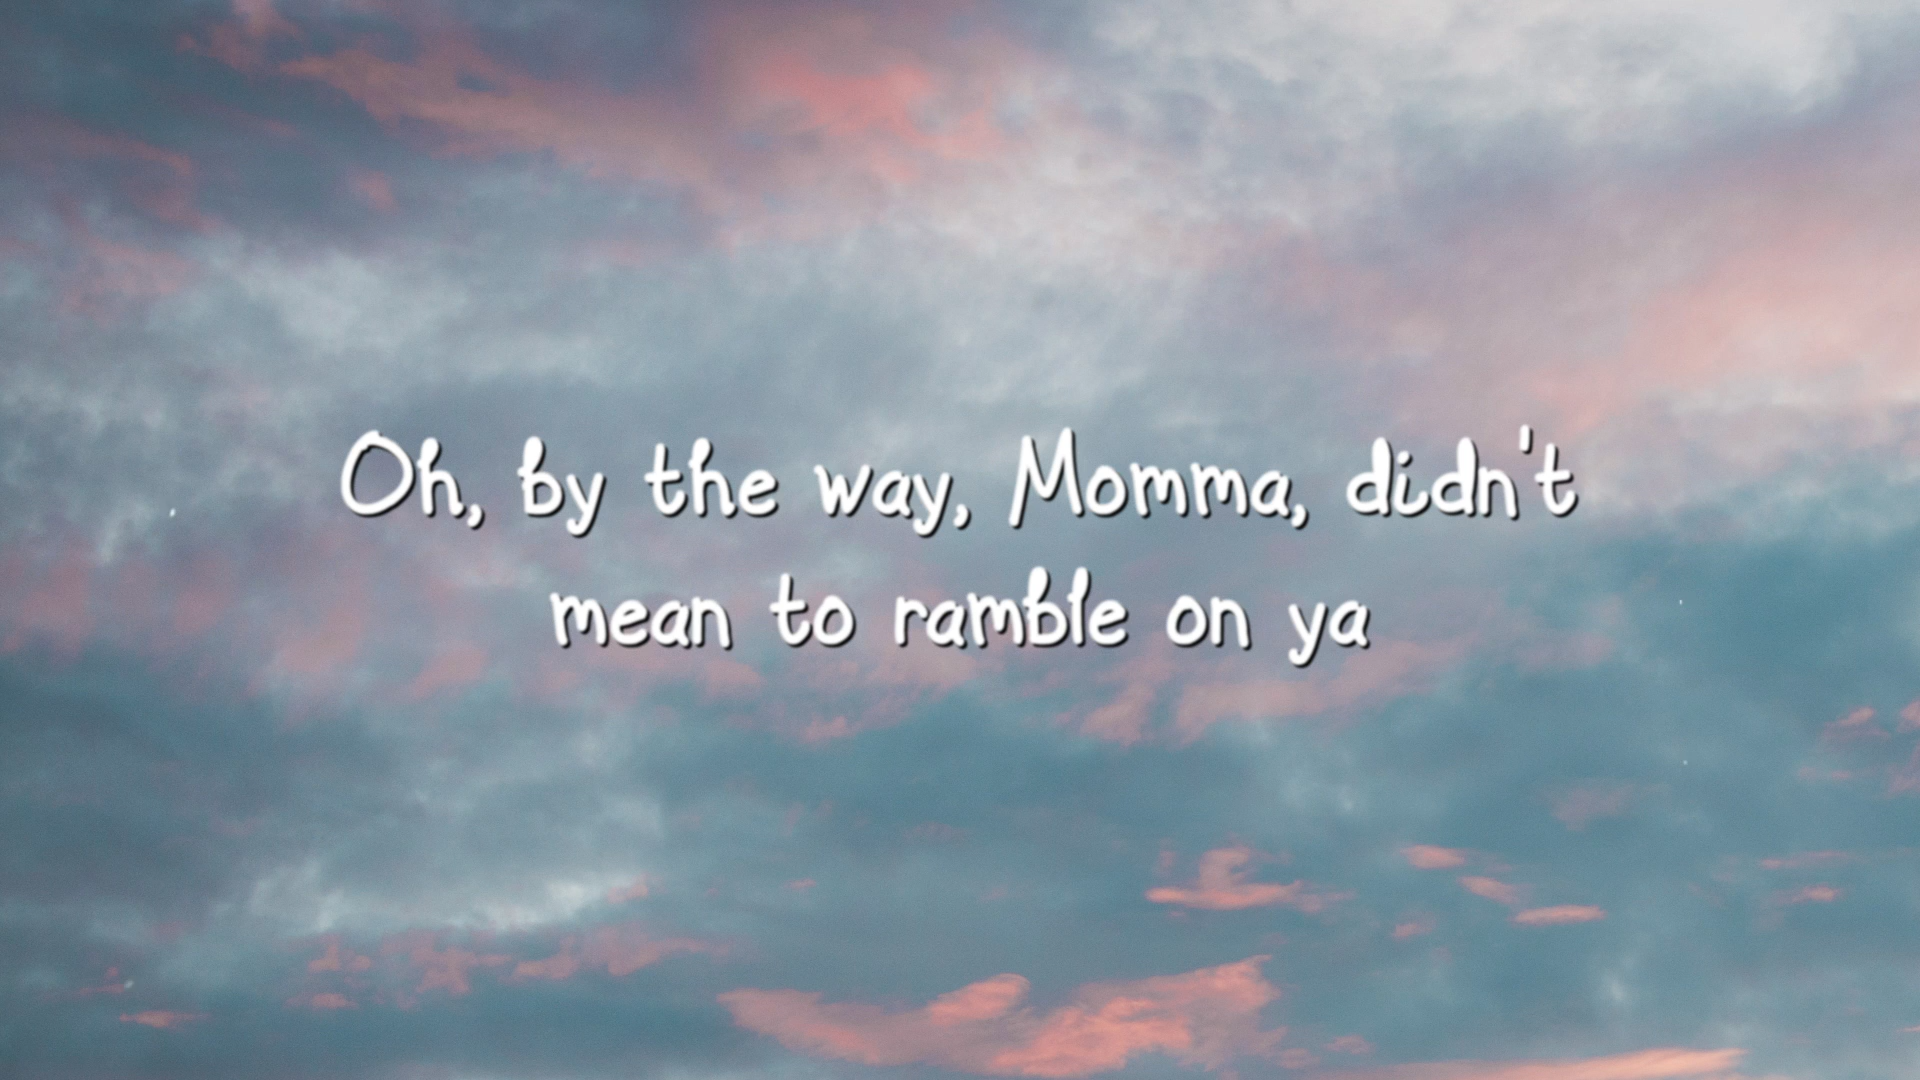 Oh, by the way, Momma, didn't
mean to ramble on ya